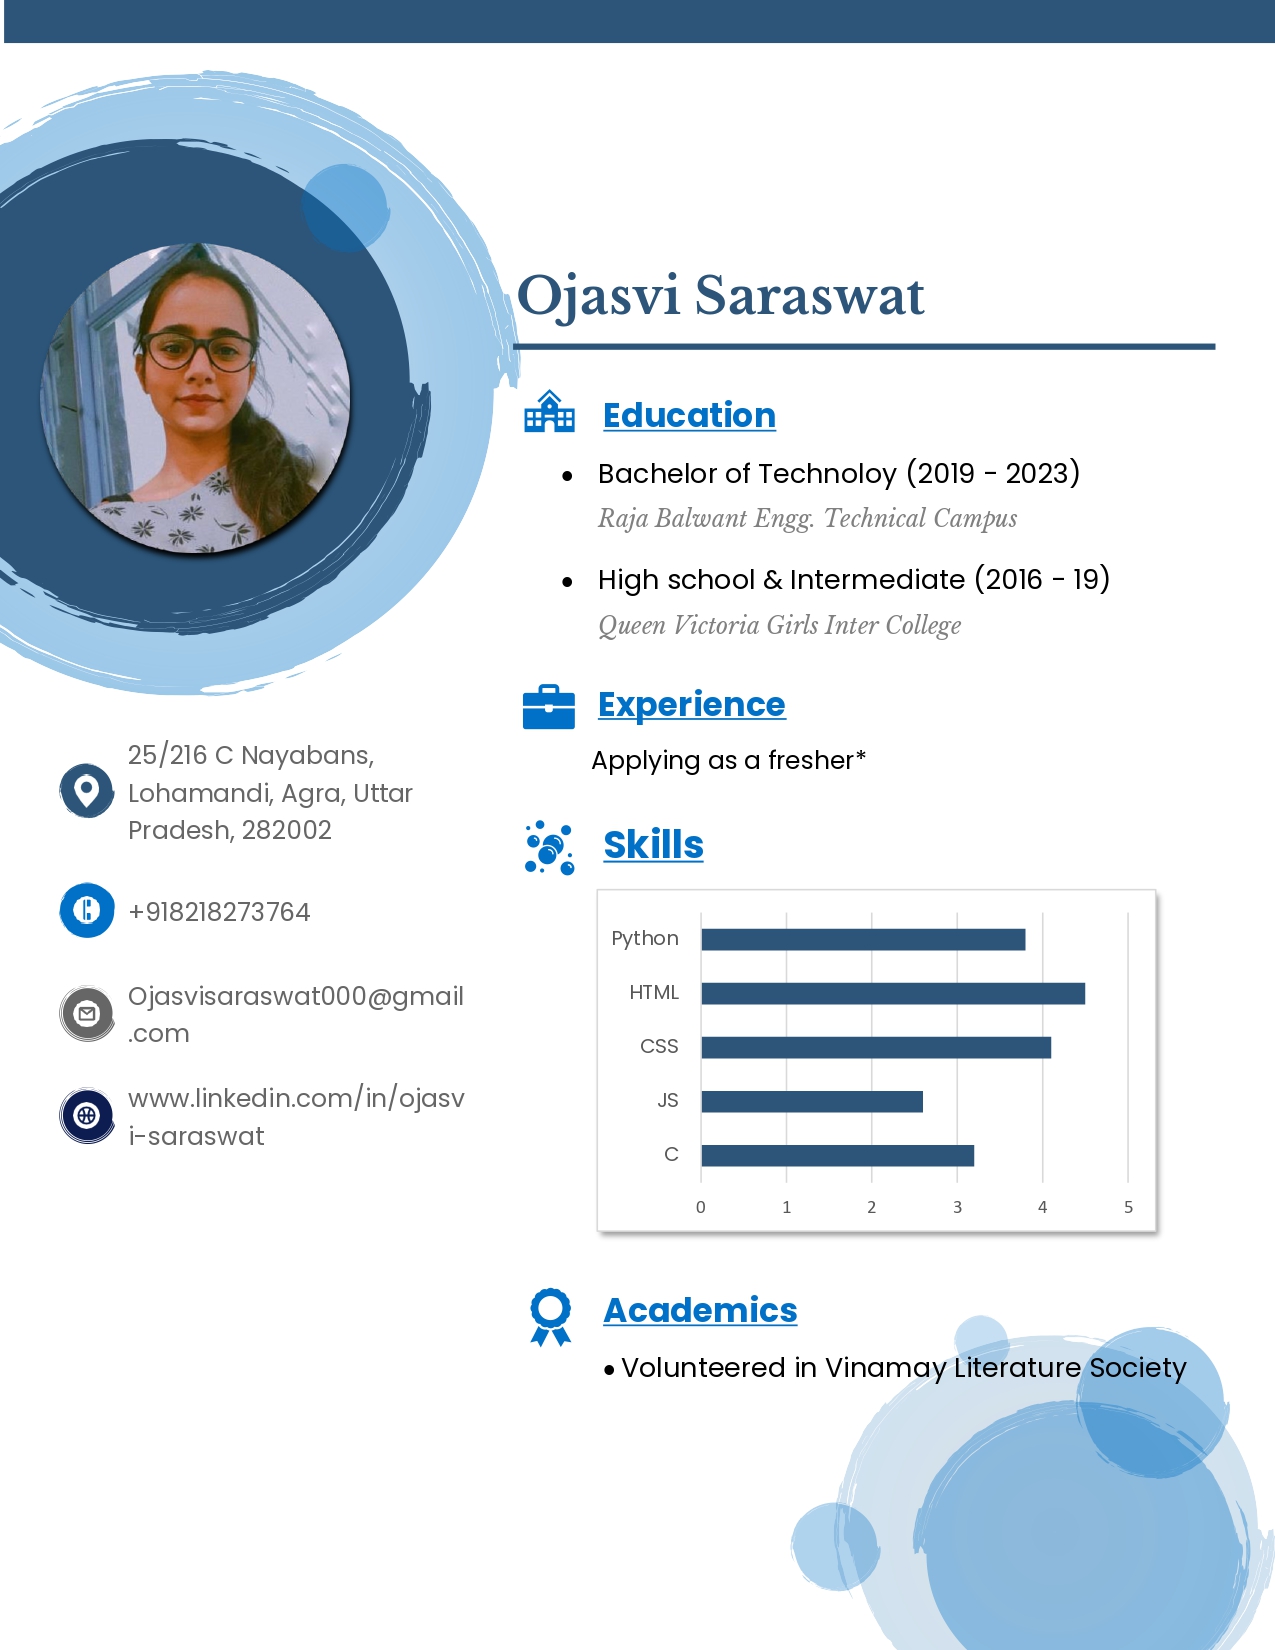 Ojasvi Saraswat
Education
● Bachelor of Technoloy (2019 - 2023)
Raja Balwant Engg. Technical Campus
● High school & Intermediate (2016 - 19)
Queen Victoria Girls Inter College
Experience
Applying as a fresher*
Skills
Python
HTML
CSS
JS
C
0 1 2 3 4 5
Academics
● Volunteered in Vinamay Literature Society
25/216 C Nayabans,
Lohamandi, Agra, Uttar
Pradesh, 282002
+918218273764
Ojasvisaraswat000@gmail
.com
www.linkedin.com/in/ojasv
i-saraswat